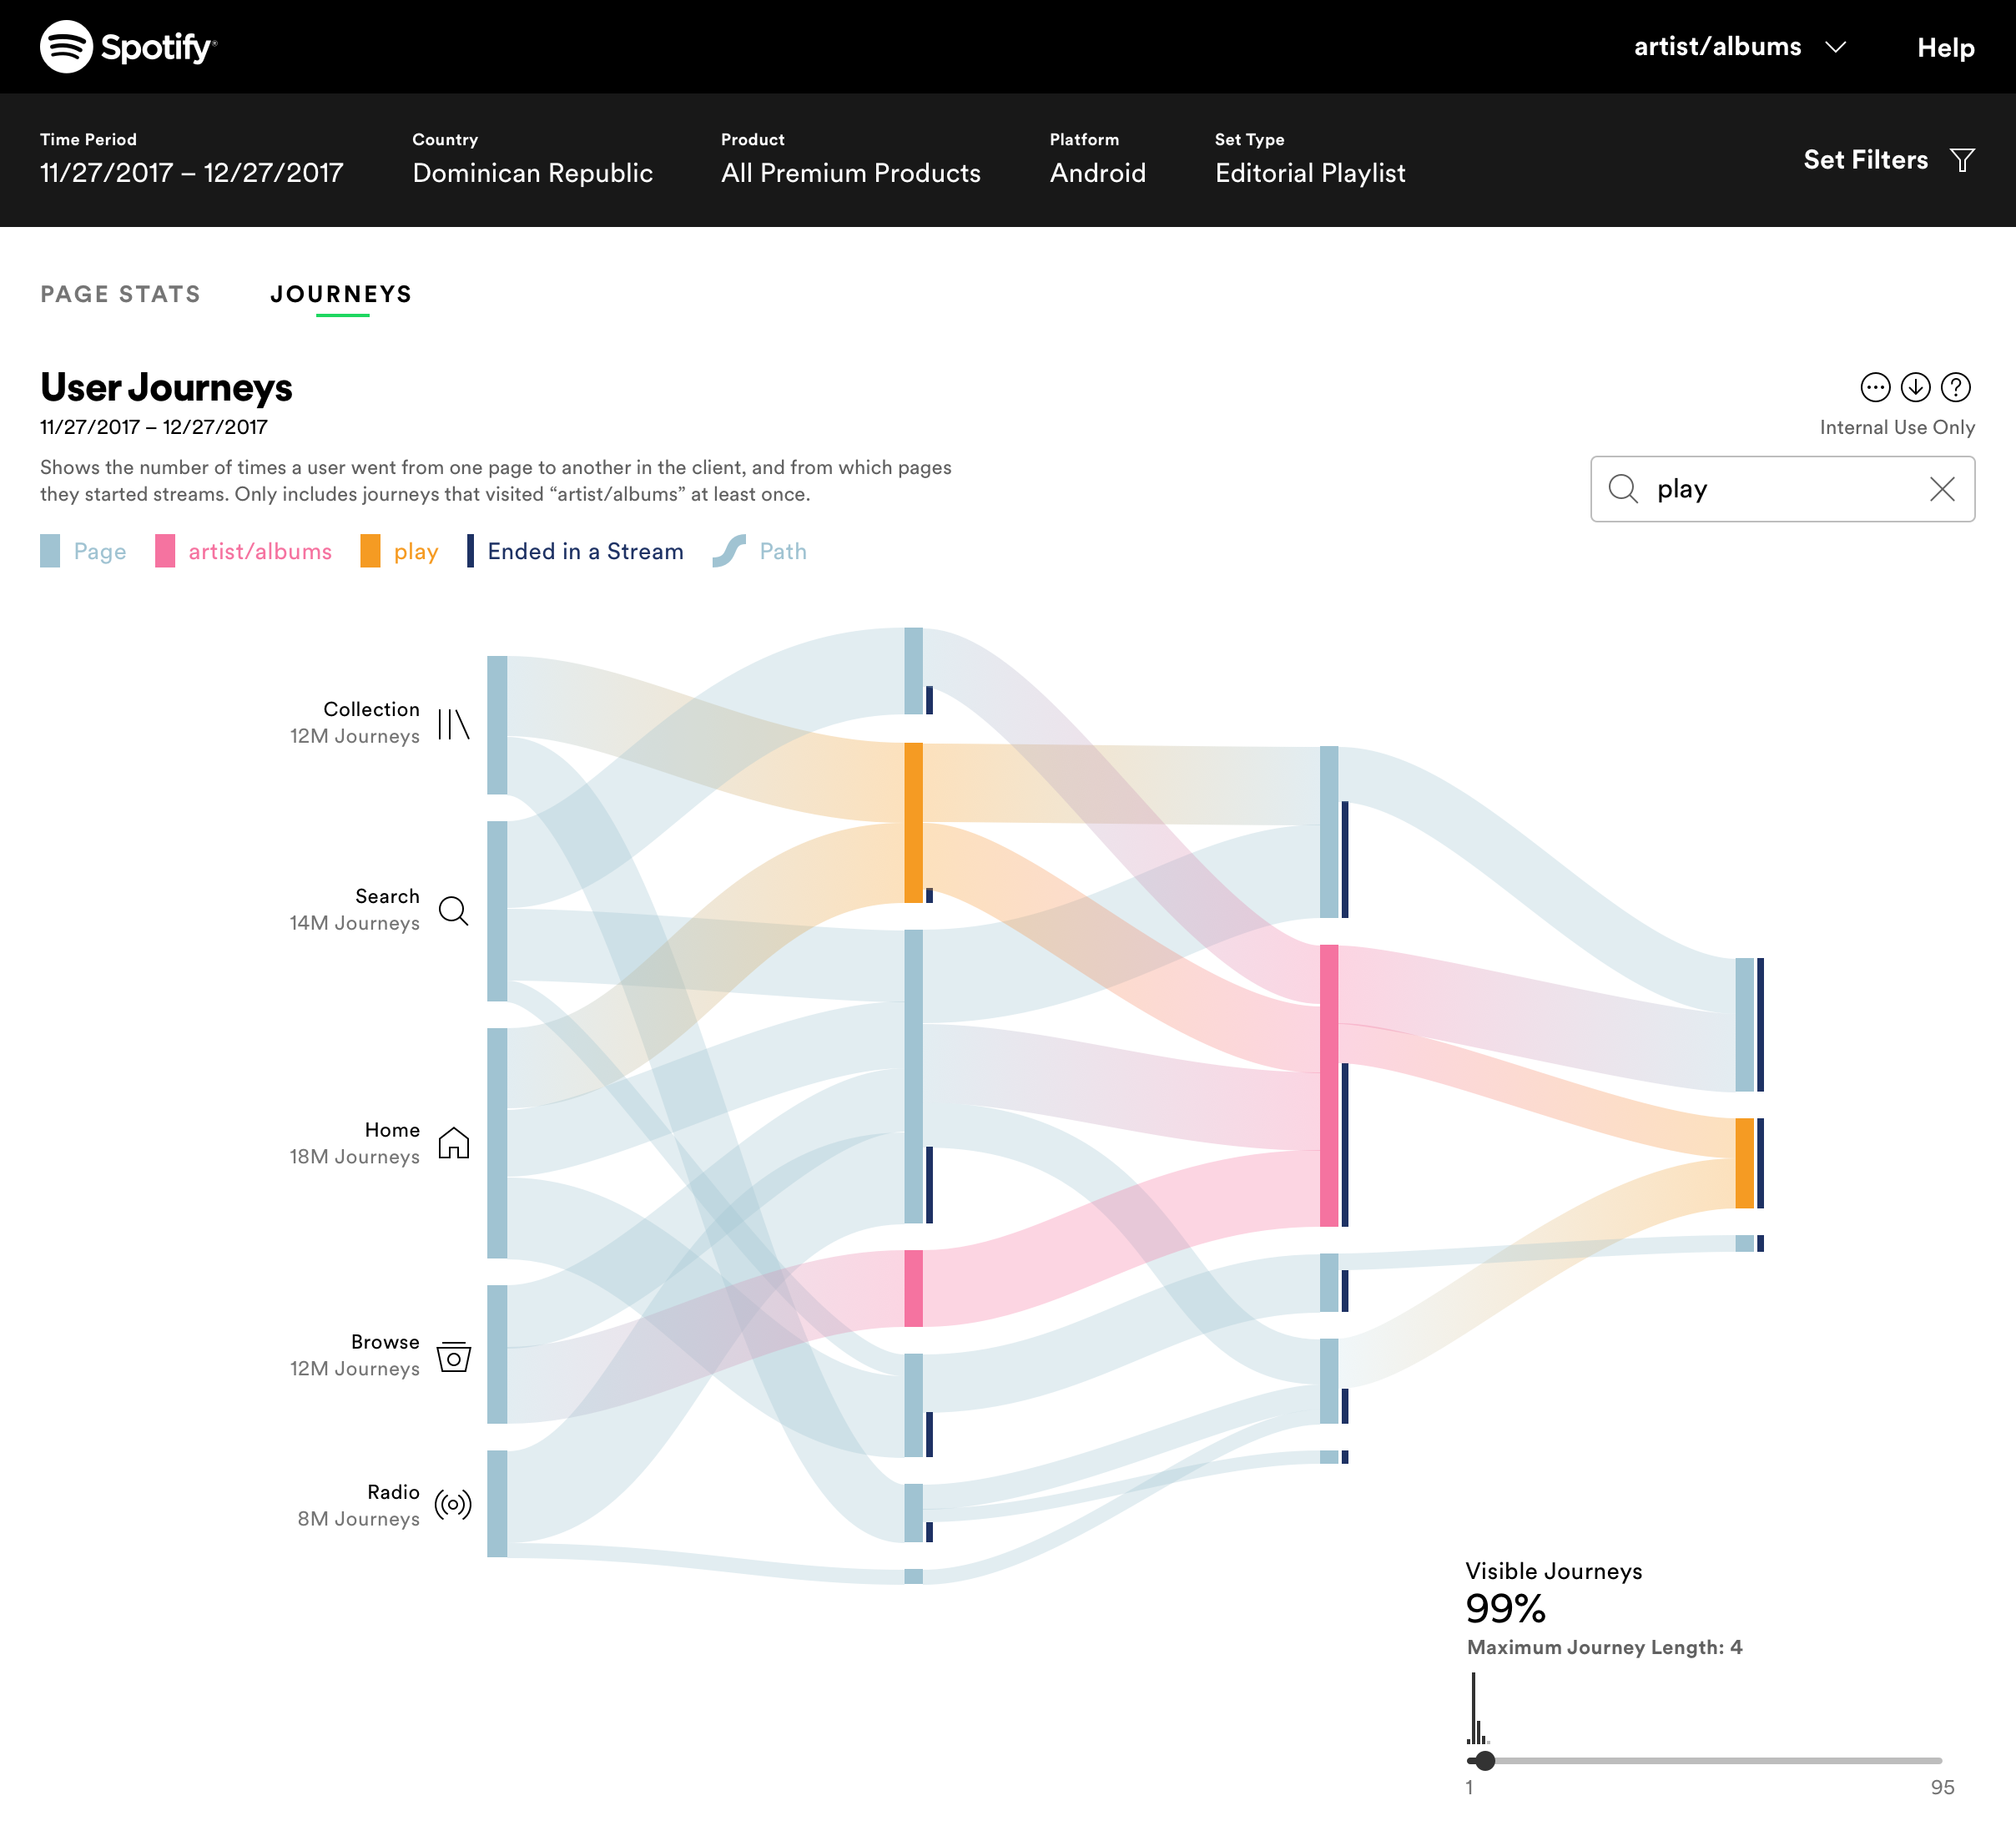 Spotify
artist/albums
Help
Time Period
11/27/2017 – 12/27/2017
Country
Dominican Republic
Product
All Premium Products
Platform
Android
Set Type
Editorial Playlist
Set Filters
PAGE STATS
JOURNEYS
User Journeys
11/27/2017 – 12/27/2017
Internal Use Only
Shows the number of times a user went from one page to another in the client, and from which pages
they started streams. Only includes journeys that visited “artist/albums” at least once.
play
Page
artist/albums
play
Ended in a Stream
Path
Collection
12M Journeys
Search
14M Journeys
Home
18M Journeys
Browse
12M Journeys
Radio
8M Journeys
Visible Journeys
99%
Maximum Journey Length: 4
1
95